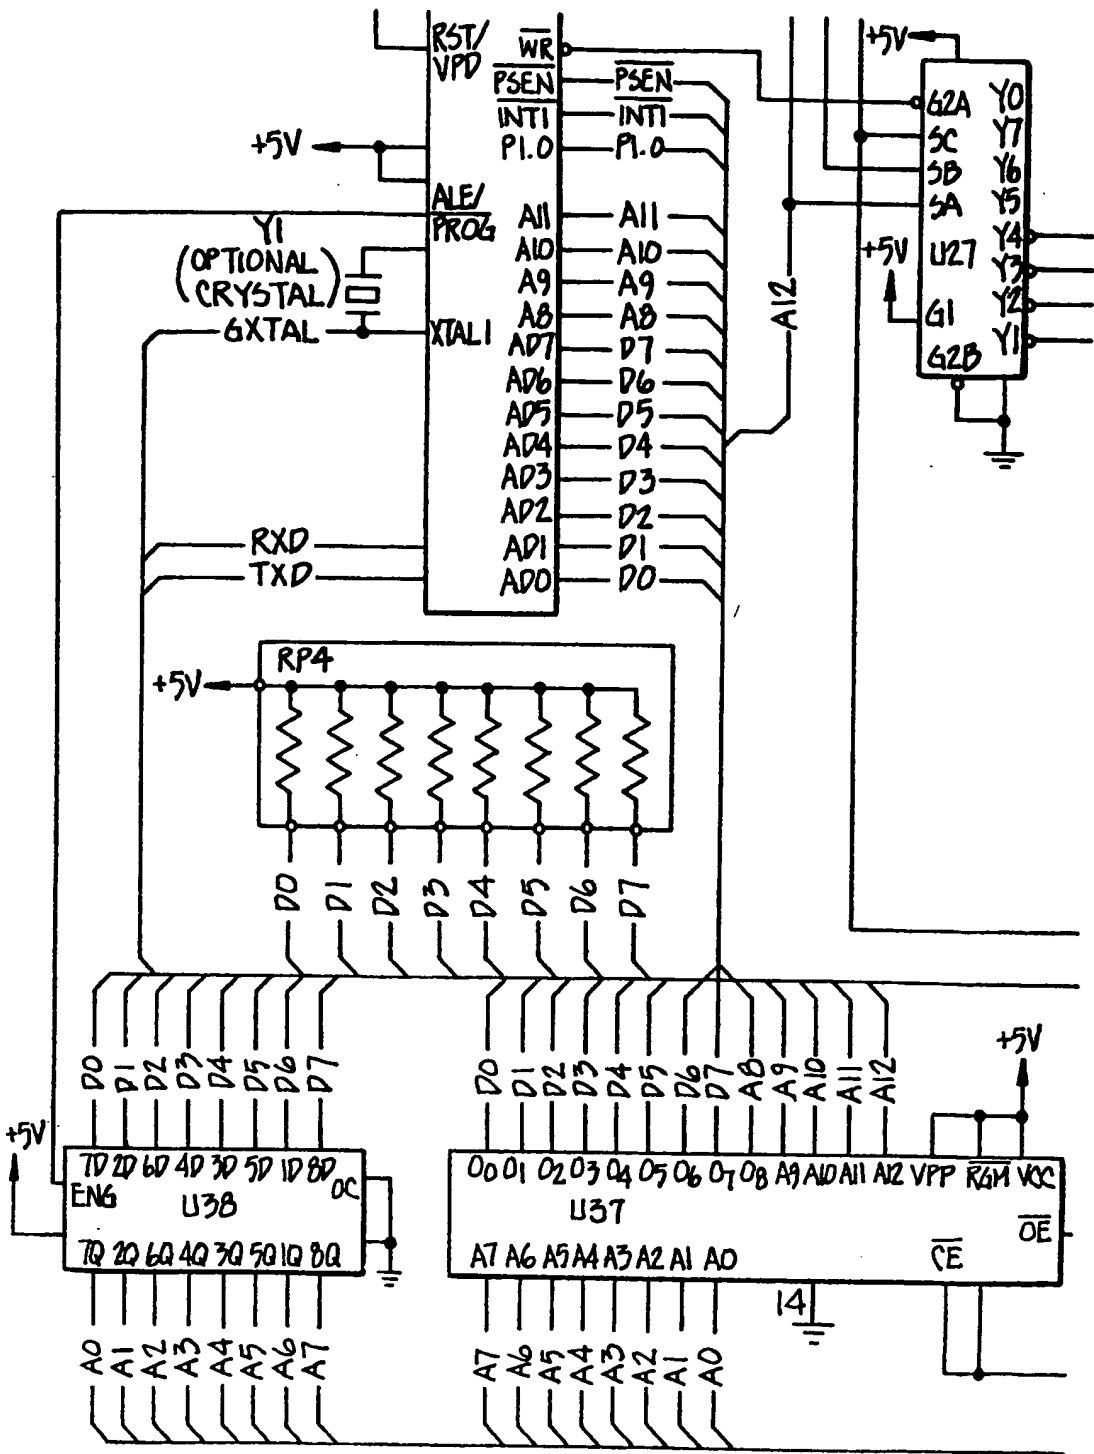 RST/
VPD
WR
PSEN PSEN
INT1 INT1
P1.0 P1.0
+5V
+5V
G2A Y0
SC Y7
SB Y6
SA Y5
U27 Y4
Y3
+5V
G1 Y2
Y1
G2B
A12
ALE/
PROG
Y1
(OPTIONAL
CRYSTAL)
GXTAL
XTAL1
A11 A11
A10 A10
A9 A9
A8 A8
AD7 D7
AD6 D6
AD5 D5
AD4 D4
AD3 D3
AD2 D2
AD1 D1
AD0 D0
RXD
TXD
RP4
+5V
D0 D1 D2 D3 D4 D5 D6 D7
D0 D1 D2 D3 D4 D5 D6 D7
D0 D1 D2 D3 D4 D5 D6 D7 A8 A9 A10 A11 A12
+5V
+5V
7D 2D 6D 4D 3D 5D 1D 8D
ENG OC
U38
7Q 2Q 6Q 4Q 3Q 5Q 1Q 8Q
O0 O1 O2 O3 O4 O5 O6 O7 O8 A9 A10 A11 A12 VPP RGM VCC
U37
OE
CE
A7 A6 A5 A4 A3 A2 A1 A0
14
A0 A1 A2 A3 A4 A5 A6 A7
A7 A6 A5 A4 A3 A2 A1 A0